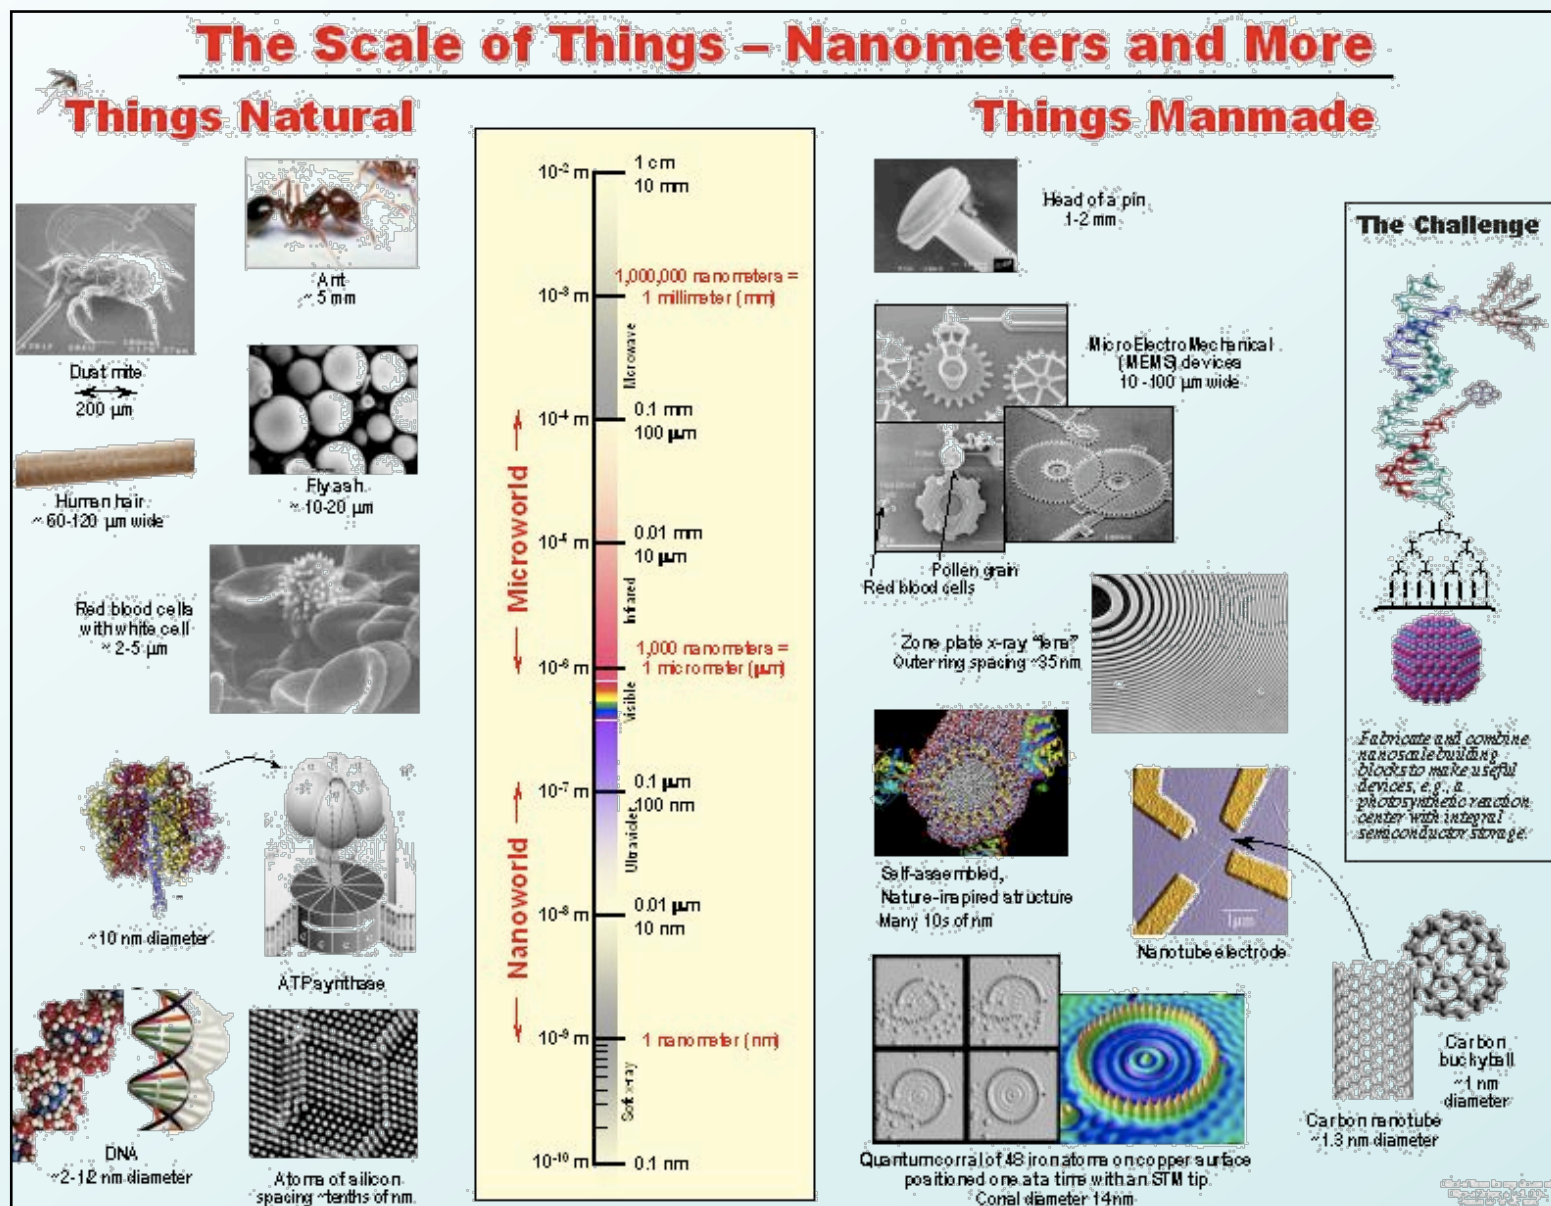 The Scale of Things – Nanometers and More
Things Natural
Things Manmade
Ant
~ 5 mm
Dust mite
200 µm
Human hair
~ 60-120 µm wide
Fly ash
~ 10-20 µm
Red blood cells
with white cell
~ 2-5 µm
~10 nm diameter
ATP synthase
DNA
~2-1/2 nm diameter
Atoms of silicon
spacing ~tenths of nm
10-2 m
1 cm
10 mm
1,000,000 nanometers =
10-3 m
1 millimeter (mm)
Microwave
10-4 m
0.1 mm
100 µm
Microworld
0.01 mm
10-5 m
10 µm
Infrared
1,000 nanometers =
10-6 m
1 micrometer (µm)
Visible
10-7 m
0.1 µm
100 nm
Ultraviolet
Nanoworld
0.01 µm
10-8 m
10 nm
10-9 m
1 nanometer (nm)
Soft x-ray
10-10 m
0.1 nm
Head of a pin
1-2 mm
MicroElectroMechanical
(MEMS) devices
10 -100 µm wide
Pollen grain
Red blood cells
Zone plate x-ray "lens"
Outer ring spacing ~35 nm
Self-assembled,
Nature-inspired structure
Many 10s of nm
1µm
Nanotube electrode
Carbon
buckyball
~1 nm
diameter
Carbon nanotube
~1.3 nm diameter
Quantum corral of 48 iron atoms on copper surface
positioned one at a time with an STM tip
Corral diameter 14 nm
The Challenge
Fabricate and combine
nanoscale building
blocks to make useful
devices, e.g., a
photosynthetic reaction
center with integral
semiconductor storage.